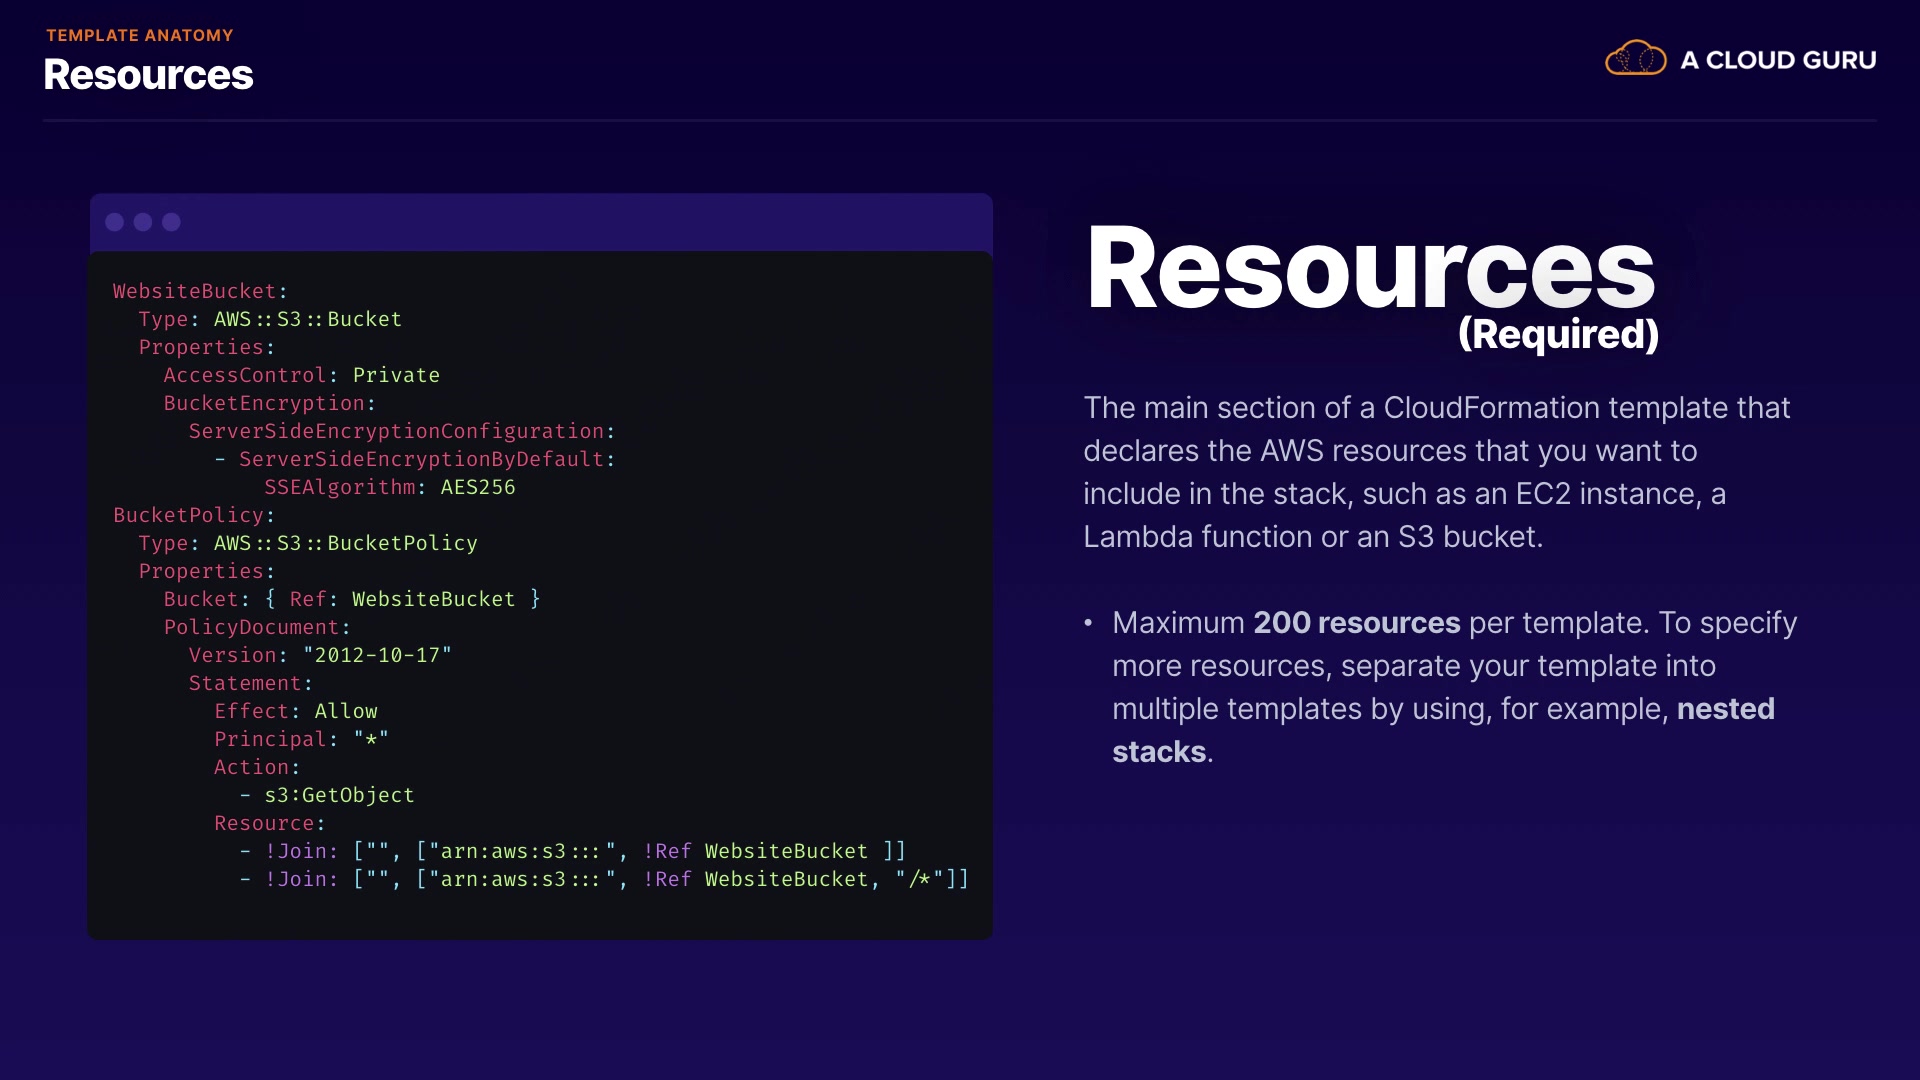 TEMPLATE ANATOMY
Resources
A CLOUD GURU
WebsiteBucket:
  Type: AWS::S3::Bucket
  Properties:
    AccessControl: Private
    BucketEncryption:
      ServerSideEncryptionConfiguration:
        - ServerSideEncryptionByDefault:
            SSEAlgorithm: AES256
BucketPolicy:
  Type: AWS::S3::BucketPolicy
  Properties:
    Bucket: { Ref: WebsiteBucket }
    PolicyDocument:
      Version: "2012-10-17"
      Statement:
        Effect: Allow
        Principal: "*"
        Action:
          - s3:GetObject
        Resource:
          - !Join: ["", ["arn:aws:s3:::", !Ref WebsiteBucket ]]
          - !Join: ["", ["arn:aws:s3:::", !Ref WebsiteBucket, "/*"]]
Resources
(Required)
The main section of a CloudFormation template that
declares the AWS resources that you want to
include in the stack, such as an EC2 instance, a
Lambda function or an S3 bucket.
• Maximum 200 resources per template. To specify
more resources, separate your template into
multiple templates by using, for example, nested
stacks.